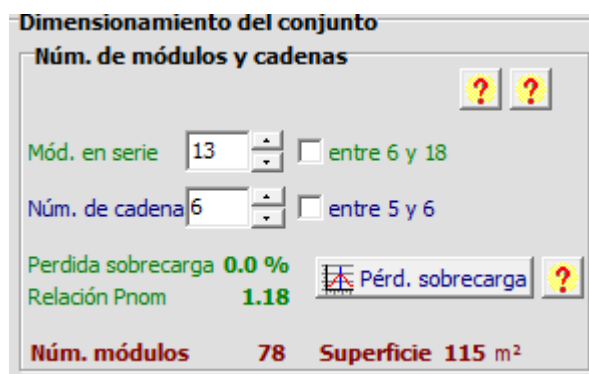 Dimensionamiento del conjunto
Núm. de módulos y cadenas
? ?
Mód. en serie 13 entre 6 y 18
Núm. de cadena 6 entre 5 y 6
Perdida sobrecarga 0.0 %
Pérd. sobrecarga ?
Relación Pnom 1.18
Núm. módulos 78 Superficie 115 m²